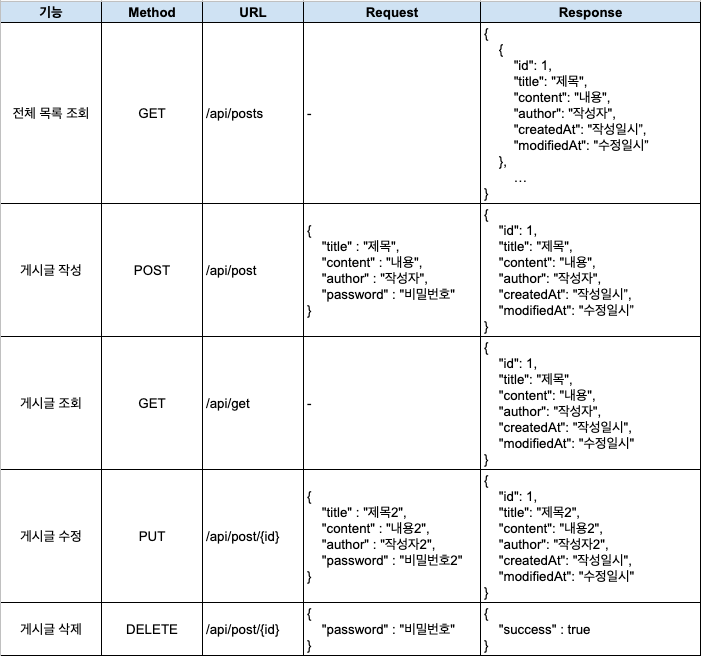 기능 Method URL Request Response
전체 목록 조회 GET /api/posts -
{
{
"id": 1,
"title": "제목",
"content": "내용",
"author": "작성자",
"createdAt": "작성일시",
"modifiedAt": "수정일시"
},
…
}
게시글 작성 POST /api/post
{
"title" : "제목",
"content" : "내용",
"author" : "작성자",
"password" : "비밀번호"
}
{
"id": 1,
"title": "제목",
"content": "내용",
"author": "작성자",
"createdAt": "작성일시",
"modifiedAt": "수정일시"
}
게시글 조회 GET /api/get -
{
"id": 1,
"title": "제목",
"content": "내용",
"author": "작성자",
"createdAt": "작성일시",
"modifiedAt": "수정일시"
}
게시글 수정 PUT /api/post/{id}
{
"title" : "제목2",
"content" : "내용2",
"author" : "작성자2",
"password" : "비밀번호2"
}
{
"id": 1,
"title": "제목2",
"content": "내용2",
"author": "작성자2",
"createdAt": "작성일시",
"modifiedAt": "수정일시"
}
게시글 삭제 DELETE /api/post/{id}
{
"password" : "비밀번호"
}
{
"success" : true
}